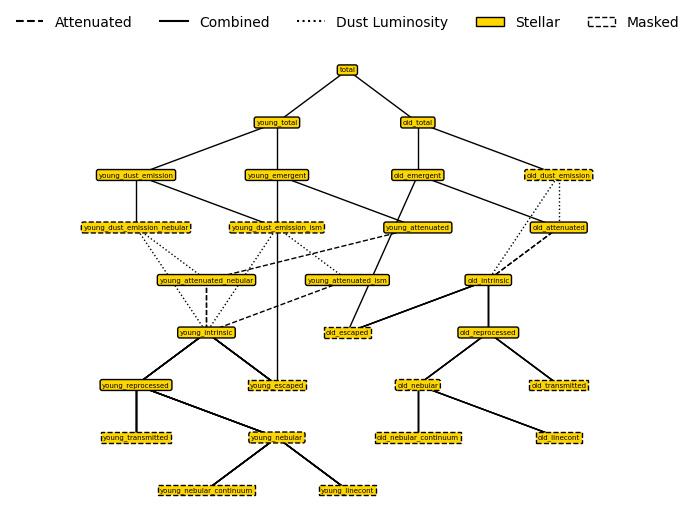 Attenuated Combined Dust Luminosity Stellar Masked
total
young_total old_total
young_dust_emission young_emergent old_emergent old_dust_emission
young_dust_emission_nebular young_dust_emission_ism young_attenuated old_attenuated
young_attenuated_nebular young_attenuated_ism old_intrinsic
young_intrinsic old_escaped old_reprocessed
young_reprocessed young_escaped old_nebular old_transmitted
young_transmitted young_nebular old_nebular_continuum old_linecont
young_nebular_continuum young_linecont